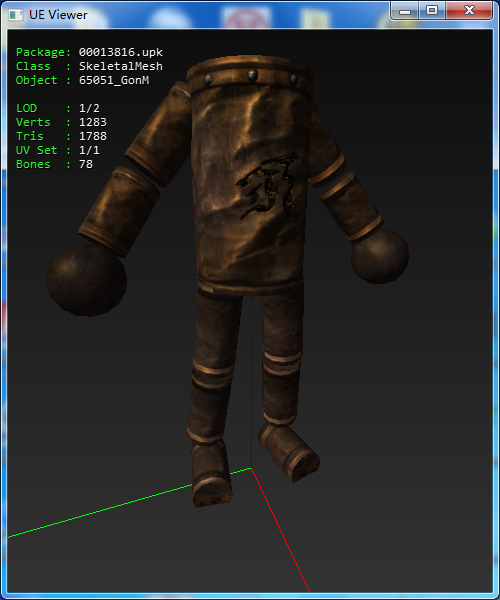 UE Viewer
Package: 00013816.upk
Class : SkeletalMesh
Object : 65051_GonM
LOD : 1/2
Verts : 1283
Tris : 1788
UV Set : 1/1
Bones : 78